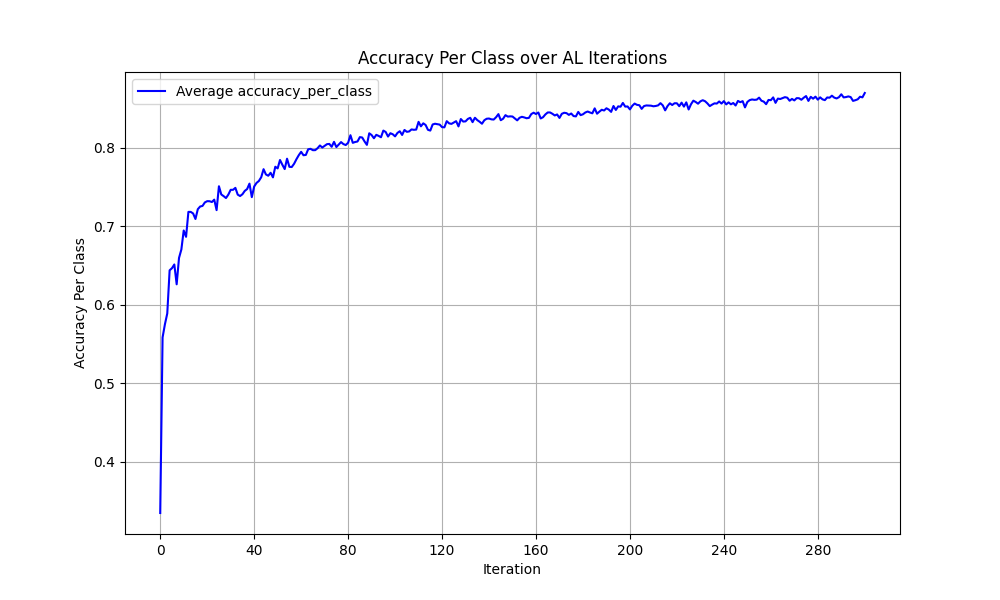 Accuracy Per Class over AL Iterations
Average accuracy_per_class
Accuracy Per Class
0.8
0.7
0.6
0.5
0.4
0 40 80 120 160 200 240 280
Iteration